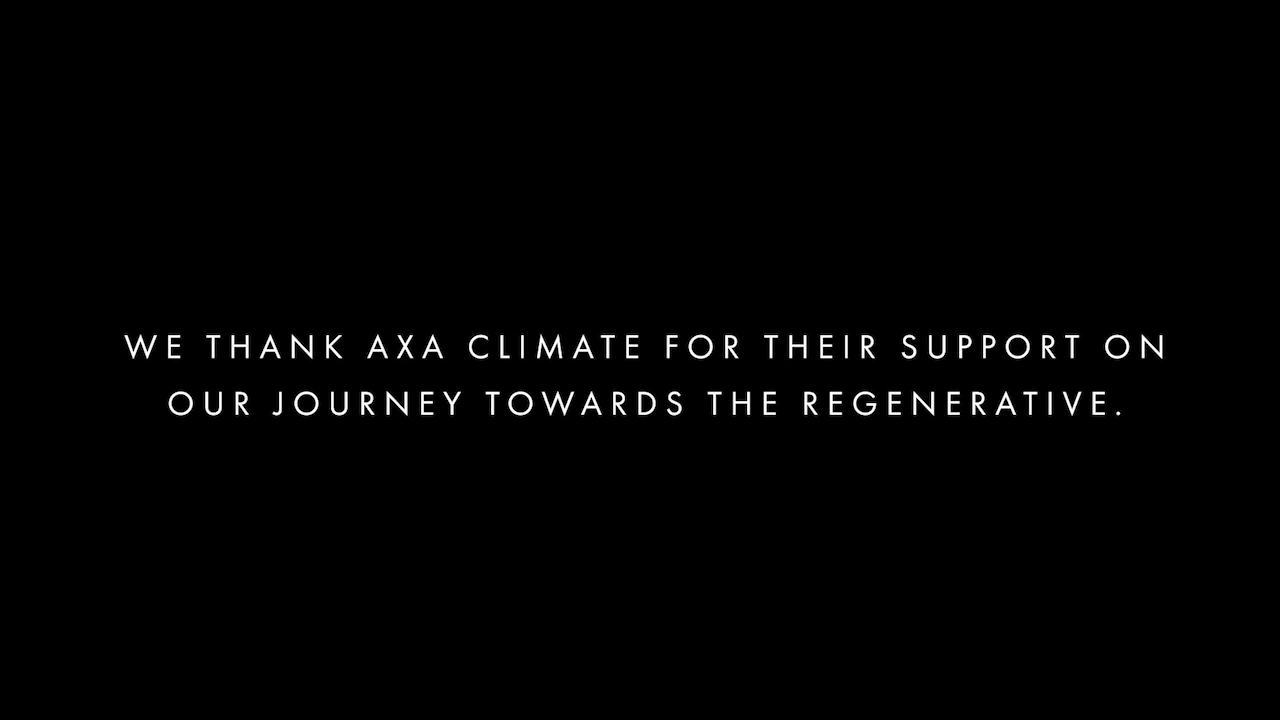 WE THANK AXA CLIMATE FOR THEIR SUPPORT ON
OUR JOURNEY TOWARDS THE REGENERATIVE.